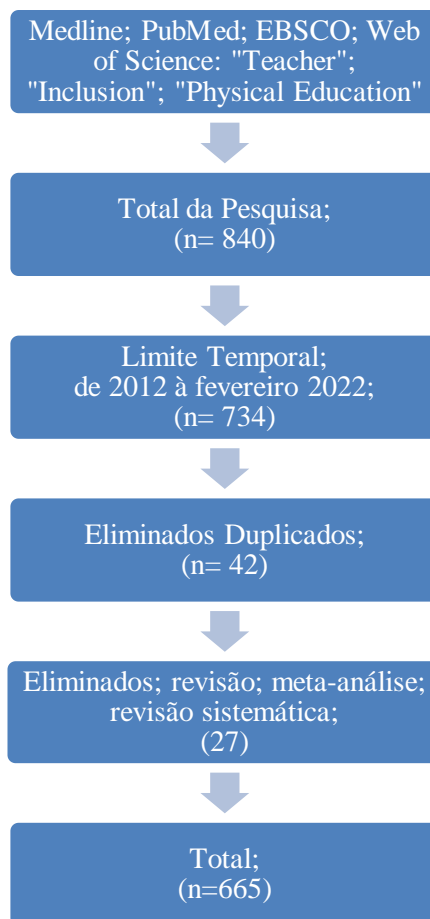 Medline; PubMed; EBSCO; Web
of Science: "Teacher";
"Inclusion"; "Physical Education"
Total da Pesquisa;
(n= 840)
Limite Temporal;
de 2012 à fevereiro 2022;
(n= 734)
Eliminados Duplicados;
(n= 42)
Eliminados; revisão; meta-análise;
revisão sistemática;
(27)
Total;
(n=665)